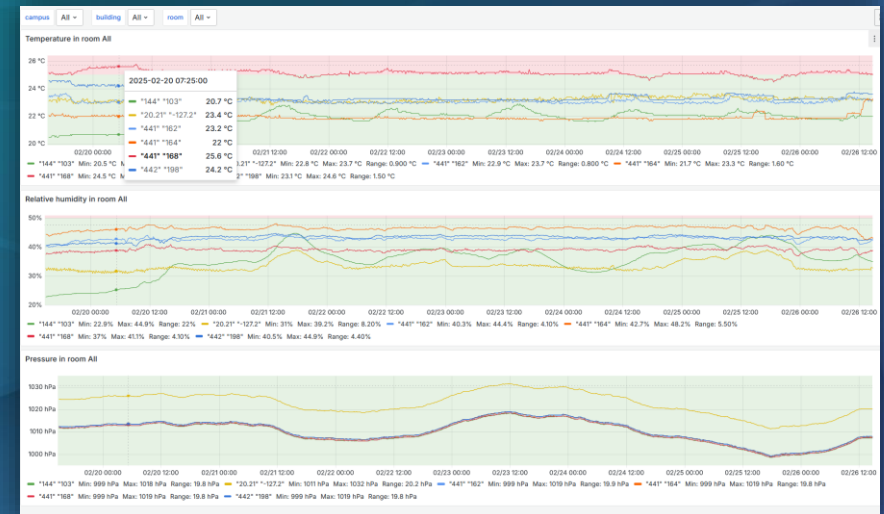 campus All building All room All
Temperature in room All
26 °C
24 °C
22 °C
20 °C
2025-02-20 07:25:00
"144" "103" 20.7 °C
"20.21" "-127.2" 23.4 °C
"441" "162" 23.2 °C
"441" "164" 22 °C
"441" "168" 25.6 °C
"442" "198" 24.2 °C
02/20 00:00 02/21 12:00 02/22 00:00 02/22 12:00 02/23 00:00 02/23 12:00 02/24 00:00 02/24 12:00 02/25 00:00 02/25 12:00 02/26 00:00 02/26 12:00
"144" "103" Min: 20.5 °C .21" "-127.2" Min: 22.8 °C Max: 23.7 °C Range: 0.900 °C "441" "162" Min: 22.9 °C Max: 23.7 °C Range: 0.800 °C "441" "164" Min: 21.7 °C Max: 23.3 °C Range: 1.60 °C
"441" "168" Min: 24.5 °C "198" Min: 23.1 °C Max: 24.6 °C Range: 1.50 °C
Relative humidity in room All
50%
40%
30%
20%
02/20 00:00 02/20 12:00 02/21 00:00 02/21 12:00 02/22 00:00 02/22 12:00 02/23 00:00 02/23 12:00 02/24 00:00 02/24 12:00 02/25 00:00 02/25 12:00 02/26 00:00 02/26 12:00
"144" "103" Min: 22.9% Max: 44.9% Range: 22% "20.21" "-127.2" Min: 31% Max: 39.2% Range: 8.20% "441" "162" Min: 40.3% Max: 44.4% Range: 4.10% "441" "164" Min: 42.7% Max: 48.2% Range: 5.50%
"441" "168" Min: 37% Max: 41.1% Range: 4.10% "442" "198" Min: 40.5% Max: 44.9% Range: 4.40%
Pressure in room All
1030 hPa
1020 hPa
1010 hPa
1000 hPa
02/20 00:00 02/20 12:00 02/21 00:00 02/21 12:00 02/22 00:00 02/22 12:00 02/23 00:00 02/23 12:00 02/24 00:00 02/24 12:00 02/25 00:00 02/25 12:00 02/26 00:00 02/26 12:00
"144" "103" Min: 999 hPa Max: 1018 hPa Range: 19.8 hPa "20.21" "-127.2" Min: 1011 hPa Max: 1032 hPa Range: 20.2 hPa "441" "162" Min: 999 hPa Max: 1019 hPa Range: 19.9 hPa "441" "164" Min: 999 hPa Max: 1019 hPa Range: 19.8 hPa
"441" "168" Min: 999 hPa Max: 1019 hPa Range: 19.8 hPa "442" "198" Min: 999 hPa Max: 1019 hPa Range: 19.8 hPa